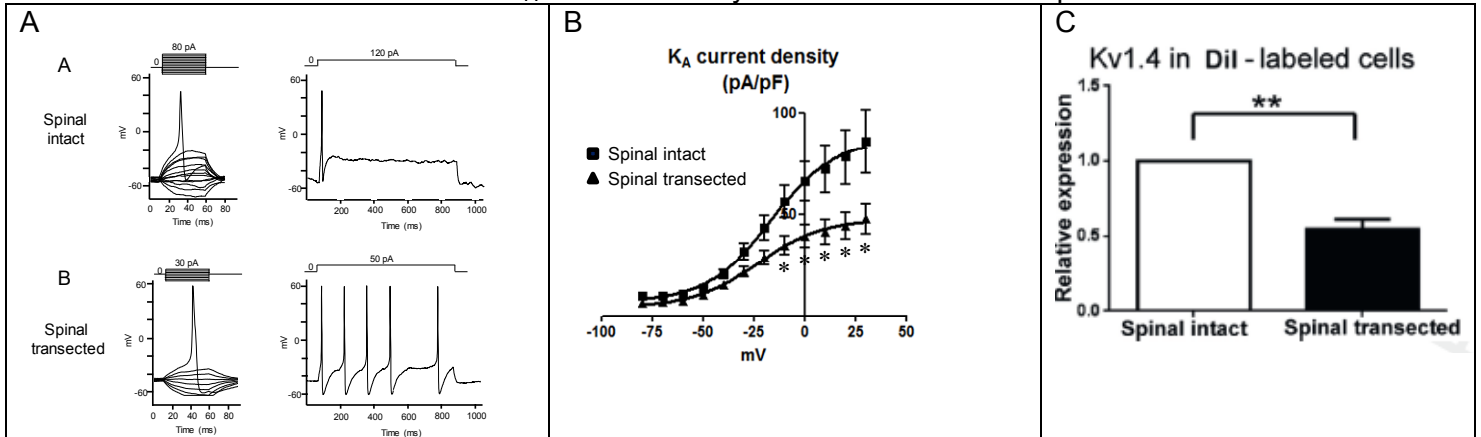 A
A
Spinal
intact
80 pA
0
60
0
-60
mV
0 20 40 60 80
Time (ms)
120 pA
0
60
0
-60
mV
200 400 600 800 1000
Time (ms)
B
Spinal
transected
30 pA
0
60
0
-60
mV
0 20 40 60 80
Time (ms)
50 pA
0
60
0
-60
mV
200 400 600 800 1000
Time (ms)
B
KA current density
(pA/pF)
Spinal intact
Spinal transected
100
50
* * * * *
-100 -75 -50 -25 0 25 50
mV
C
Kv1.4 in DiI - labeled cells
**
Relative expression
1.5
1.0
0.5
0.0
Spinal intact Spinal transected